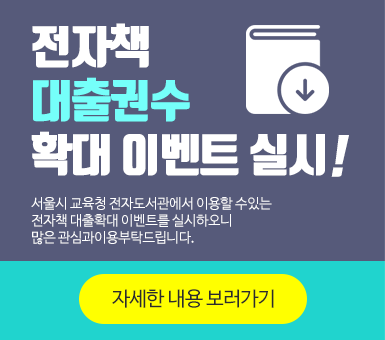 전자책
대출권수
확대 이벤트 실시!
서울시 교육청 전자도서관에서 이용할 수있는
전자책 대출확대 이벤트를 실시하오니
많은 관심과이용부탁드립니다.
자세한 내용 보러가기